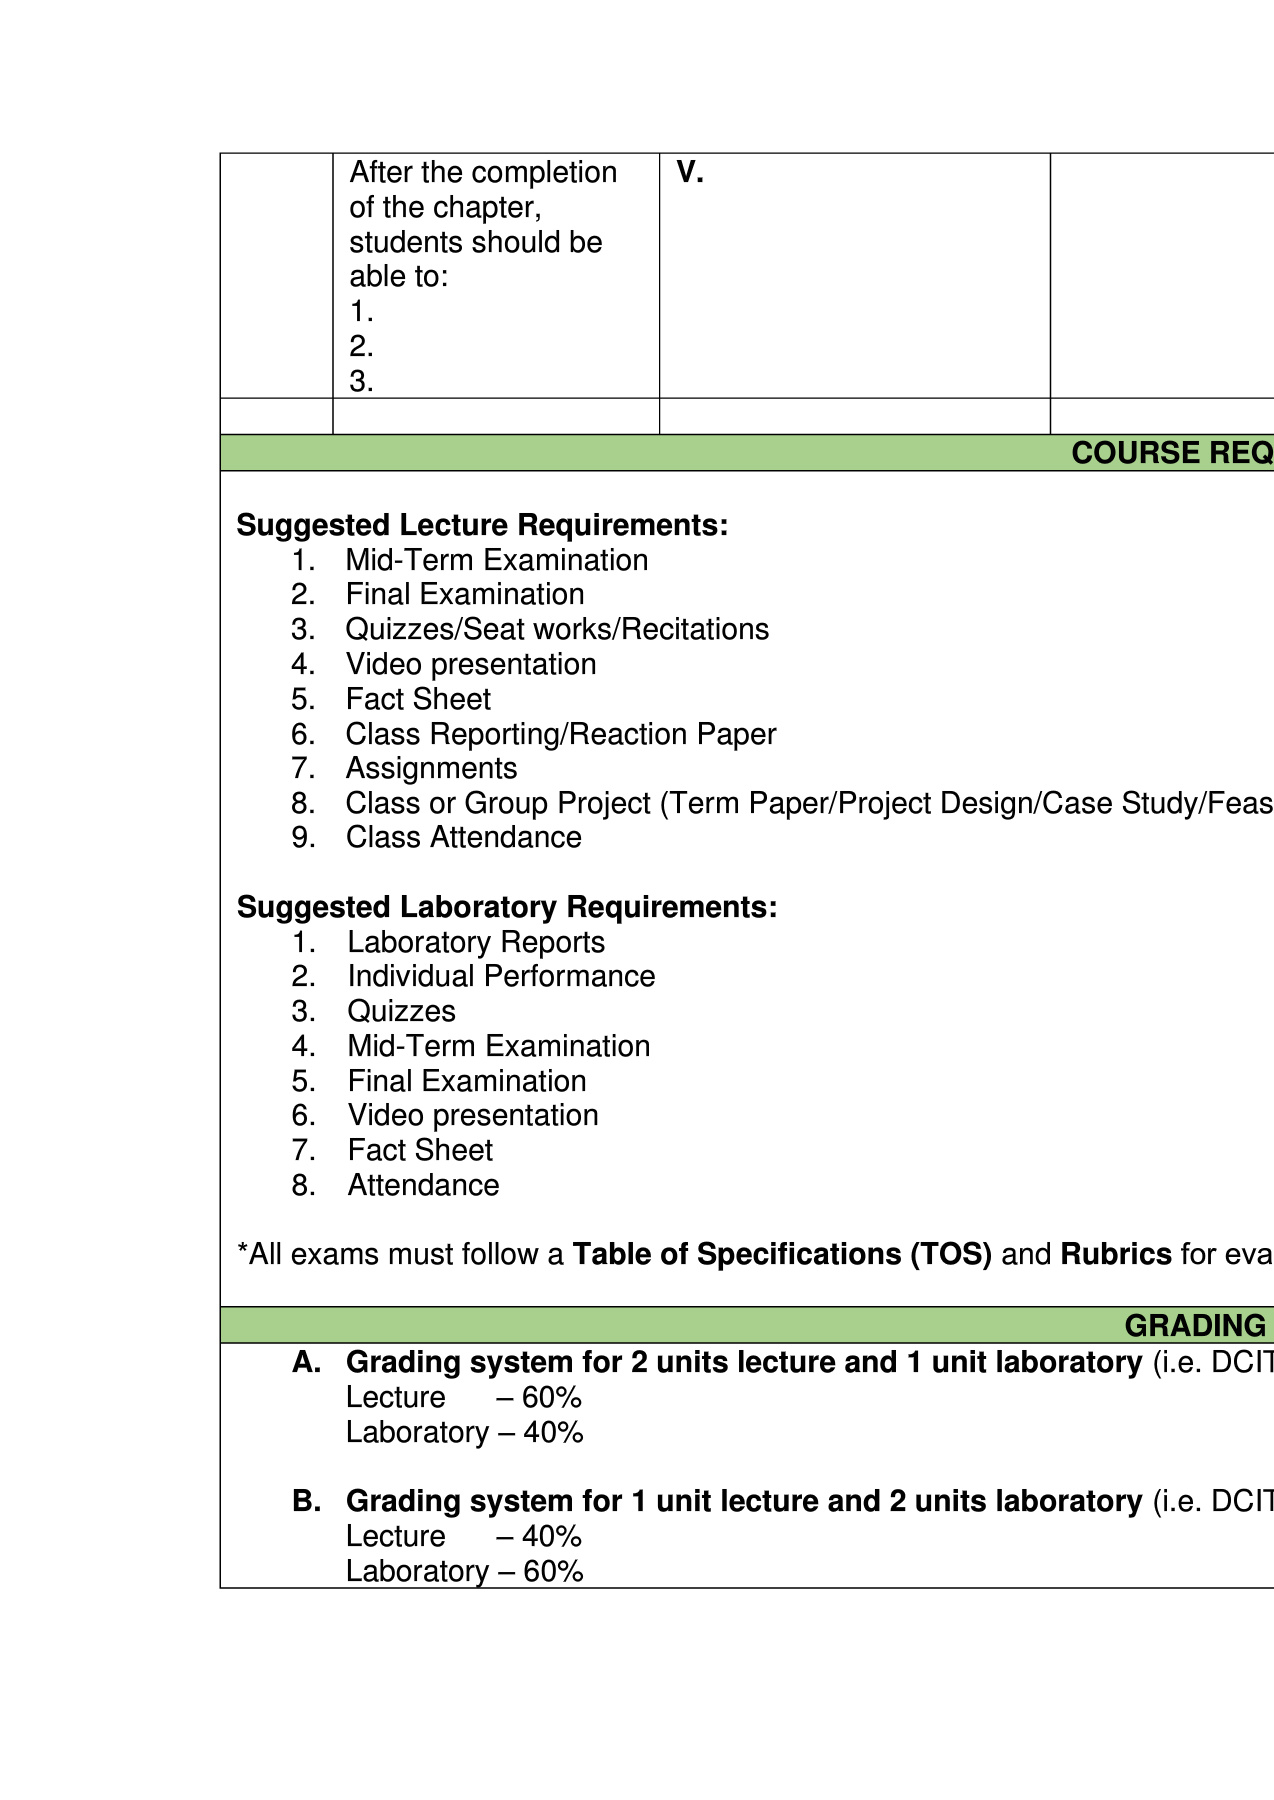 After the completion
of the chapter,
students should be
able to:
1.
2.
3.
V.
COURSE REQ
Suggested Lecture Requirements:
1. Mid-Term Examination
2. Final Examination
3. Quizzes/Seat works/Recitations
4. Video presentation
5. Fact Sheet
6. Class Reporting/Reaction Paper
7. Assignments
8. Class or Group Project (Term Paper/Project Design/Case Study/Feas
9. Class Attendance
Suggested Laboratory Requirements:
1. Laboratory Reports
2. Individual Performance
3. Quizzes
4. Mid-Term Examination
5. Final Examination
6. Video presentation
7. Fact Sheet
8. Attendance
*All exams must follow a Table of Specifications (TOS) and Rubrics for eva
GRADING
A. Grading system for 2 units lecture and 1 unit laboratory (i.e. DCIT
Lecture – 60%
Laboratory – 40%
B. Grading system for 1 unit lecture and 2 units laboratory (i.e. DCIT
Lecture – 40%
Laboratory – 60%